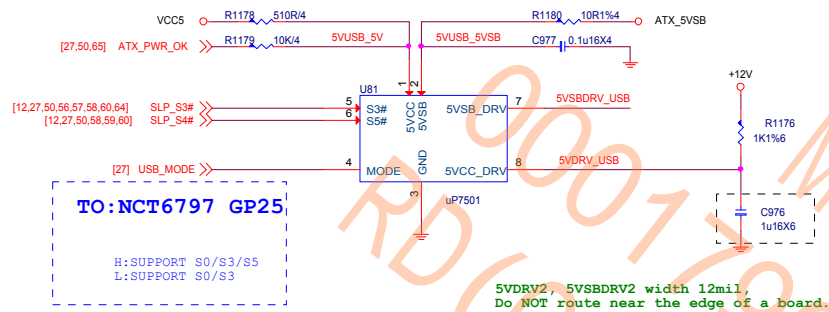 VCC5 R1178 510R/4 R1180 10R1%4 ATX_5VSB
[27,50,65] ATX_PWR_OK R1179 10K/4 5VUSB_5V 5VUSB_5VSB C977 0.1u16X4
+12V
U81
1 2
[12,27,50,56,57,58,60,64] SLP_S3# 5 S3# 5VCC 5VSB 5VSB_DRV 7 5VSBDRV_USB
[12,27,50,58,59,60] SLP_S4# 6 S5#
R1176
1K1%6
[27] USB_MODE 4 MODE GND 5VCC_DRV 8 5VDRV_USB
3 uP7501
TO:NCT6797 GP25
C976
1u16X6
H:SUPPORT S0/S3/S5
L:SUPPORT S0/S3
5VDRV2, 5VSBDRV2 width 12mil,
Do NOT route near the edge of a board.
00017
RD(
M